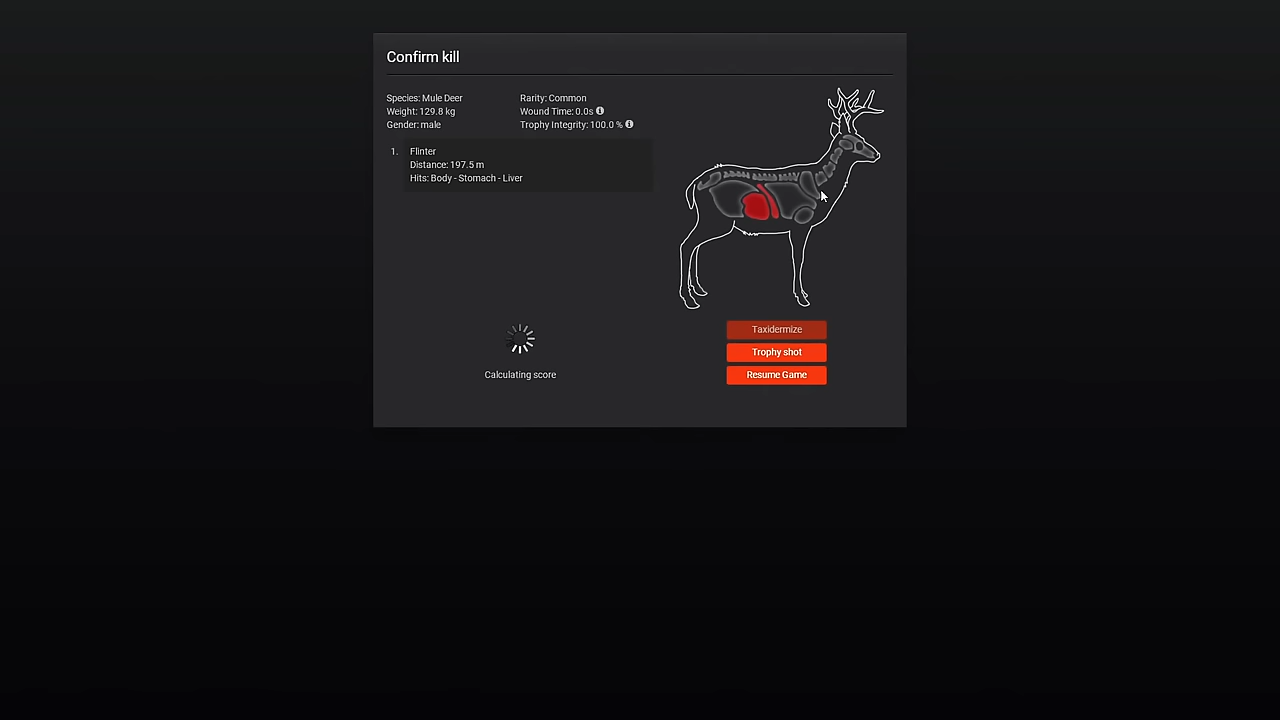 Confirm kill
Species: Mule Deer
Weight: 129.8 kg
Gender: male
Rarity: Common
Wound Time: 0.0s
Trophy Integrity: 100.0 %
1.
Flinter
Distance: 197.5 m
Hits: Body - Stomach - Liver
Calculating score
Taxidermize
Trophy shot
Resume Game